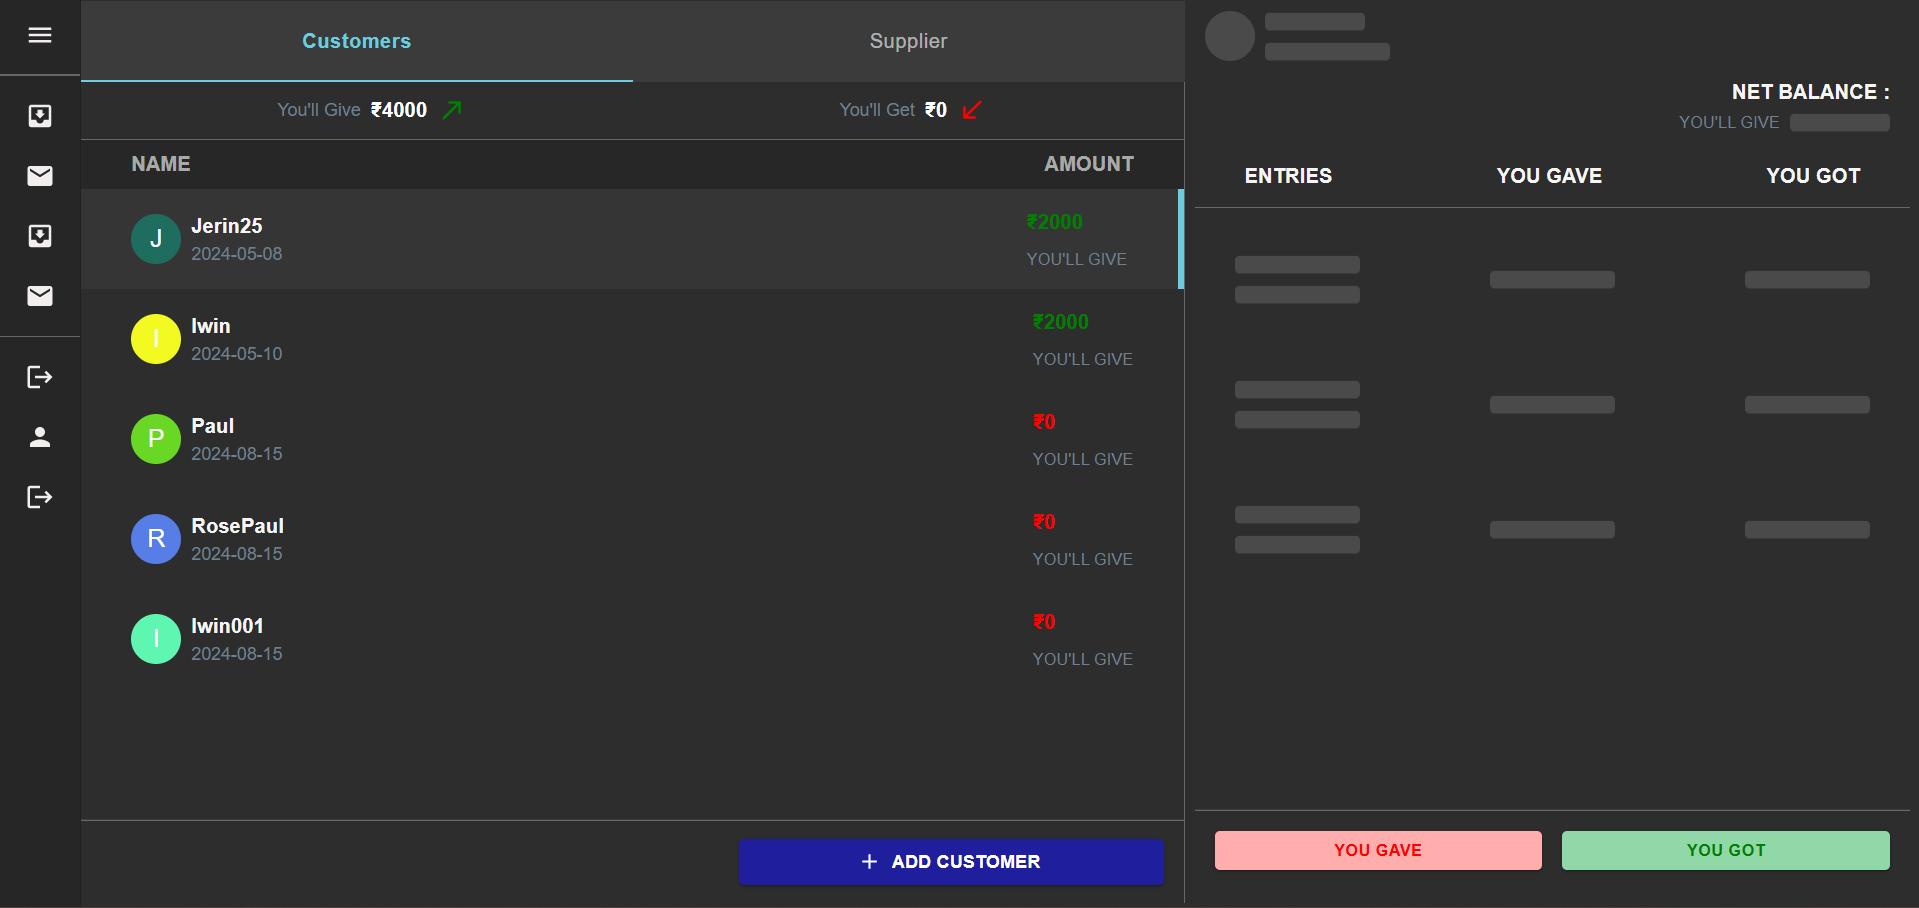 Customers
Supplier
You'll Give ₹4000
You'll Get ₹0
NAME
AMOUNT
J
Jerin25
2024-05-08
₹2000
YOU'LL GIVE
I
Iwin
2024-05-10
₹2000
YOU'LL GIVE
P
Paul
2024-08-15
₹0
YOU'LL GIVE
R
RosePaul
2024-08-15
₹0
YOU'LL GIVE
I
Iwin001
2024-08-15
₹0
YOU'LL GIVE
+ ADD CUSTOMER
NET BALANCE :
YOU'LL GIVE
ENTRIES
YOU GAVE
YOU GOT
YOU GAVE
YOU GOT